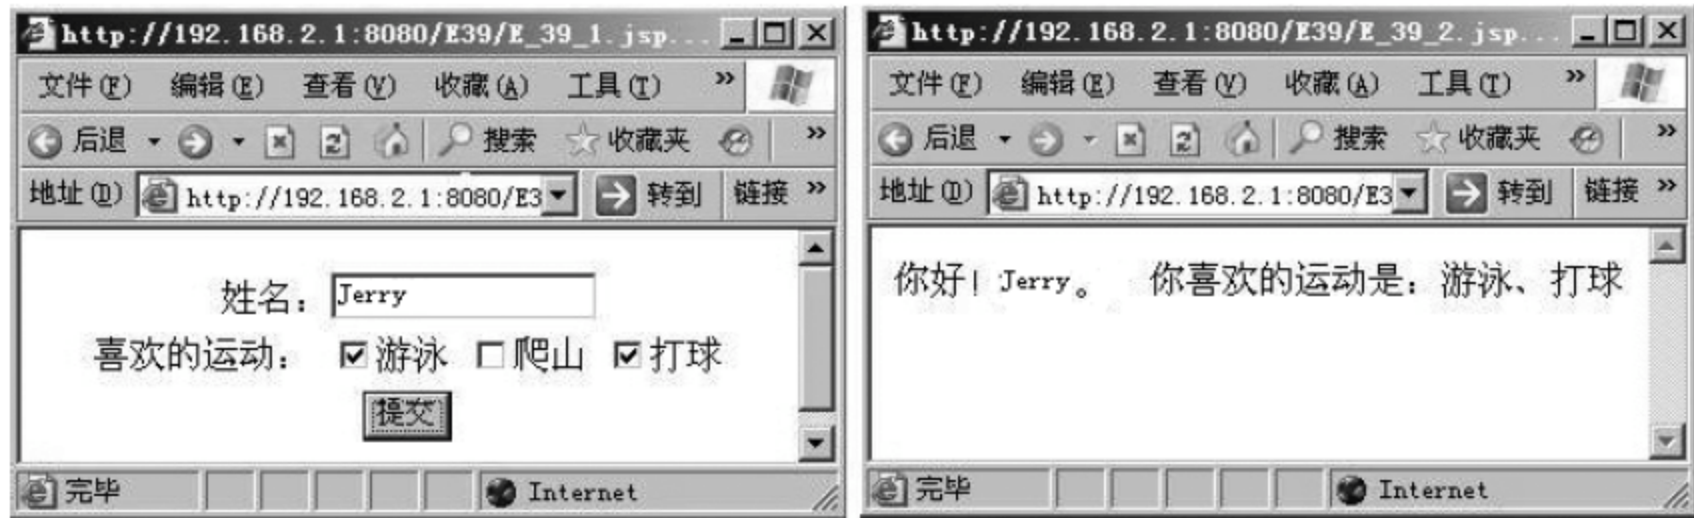 http://192.168.2.1:8080/E39/E_39_1.jsp...
文件(F) 编辑(E) 查看(V) 收藏(A) 工具(T) »
后退 搜索 收藏夹 »
地址(D) http://192.168.2.1:8080/E3 转到 链接 »
姓名: Jerry
喜欢的运动: 游泳 爬山 打球
提交
完毕 Internet
http://192.168.2.1:8080/E39/E_39_2.jsp...
文件(F) 编辑(E) 查看(V) 收藏(A) 工具(T) »
后退 搜索 收藏夹 »
地址(D) http://192.168.2.1:8080/E3 转到 链接 »
你好! Jerry。 你喜欢的运动是:游泳、打球
完毕 Internet